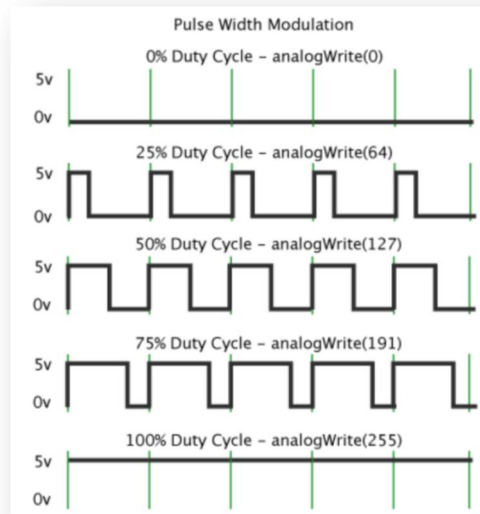 Pulse Width Modulation
0% Duty Cycle – analogWrite(0)
5v
0v
25% Duty Cycle – analogWrite(64)
5v
0v
50% Duty Cycle – analogWrite(127)
5v
0v
75% Duty Cycle – analogWrite(191)
5v
0v
100% Duty Cycle – analogWrite(255)
5v
0v